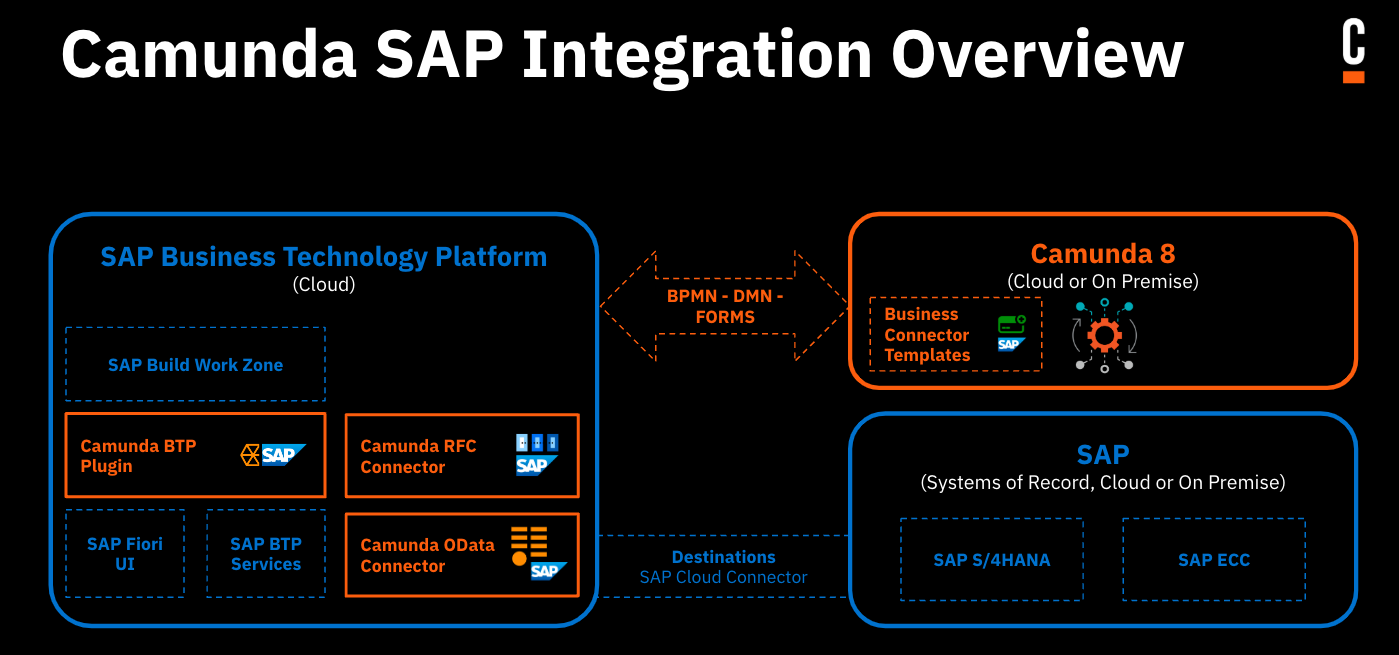 Camunda SAP Integration Overview
C
SAP Business Technology Platform
(Cloud)
SAP Build Work Zone
Camunda BTP
Plugin
SAP
Camunda RFC
Connector
SAP
SAP Fiori
UI
SAP BTP
Services
Camunda OData
Connector
SAP
BPMN - DMN -
FORMS
Destinations
SAP Cloud Connector
Camunda 8
(Cloud or On Premise)
Business
Connector
Templates
SAP
SAP
(Systems of Record, Cloud or On Premise)
SAP S/4HANA
SAP ECC